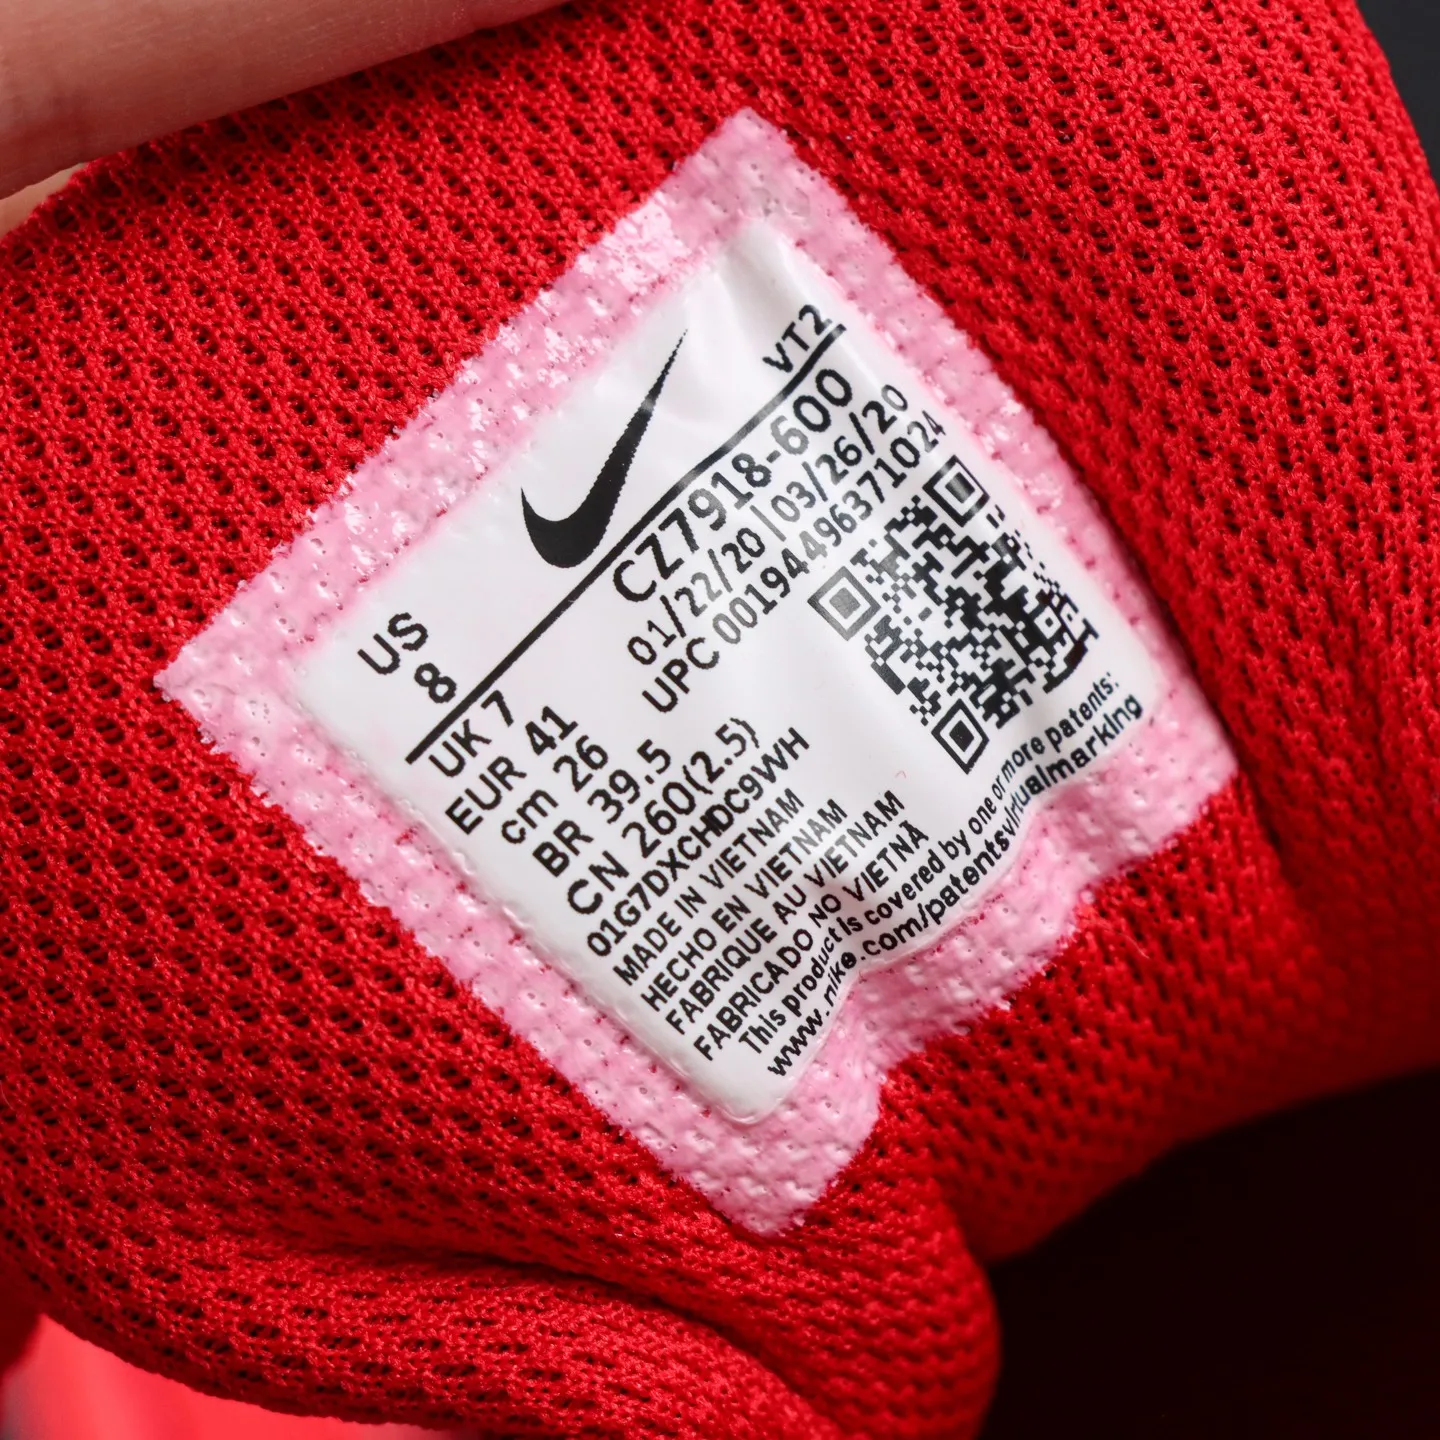 VT2
US
8
UK 7
EUR 41
cm 26
BR 39.5
CN 260(2.5)
CZ7918-600
01/22/20|03/26/20
UPC 00194496371024
01G7DXCHDC9WH
MADE IN VIETNAM
HECHO EN VIETNAM
FABRIQUE AU VIETNAM
FABRICADO NO VIETNÃ
This product is covered by one or more patents:
www.nike.com/patentsvirtualmarking